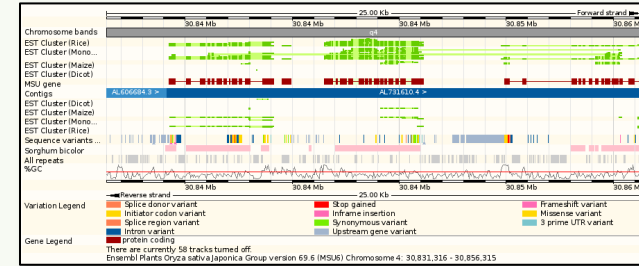 25.00 Kb
Forward strand
30.84 Mb 30.84 Mb 30.84 Mb 30.85 Mb 30.86 Mb
Chromosome bands
q4
EST Cluster (Rice)
EST Cluster (Mono...
EST Cluster (Maize)
EST Cluster (Dicot)
MSU gene
Contigs
AL606684.3 > AL731610.4 >
EST Cluster (Dicot)
EST Cluster (Maize)
EST Cluster (Mono...
EST Cluster (Rice)
Sequence variants ...
Sorghum bicolor
All repeats
%GC
30.84 Mb 30.84 Mb 30.84 Mb 30.85 Mb 30.86 Mb
Reverse strand 25.00 Kb
Variation Legend
Splice donor variant Stop gained Frameshift variant
Initiator codon variant Inframe insertion Missense variant
Splice region variant Synonymous variant 3 prime UTR variant
Intron variant Upstream gene variant
Gene Legend
protein coding
There are currently 58 tracks turned off.
Ensembl Plants Oryza sativa Japonica Group version 69.6 (MSU6) Chromosome 4: 30,831,316 - 30,856,315